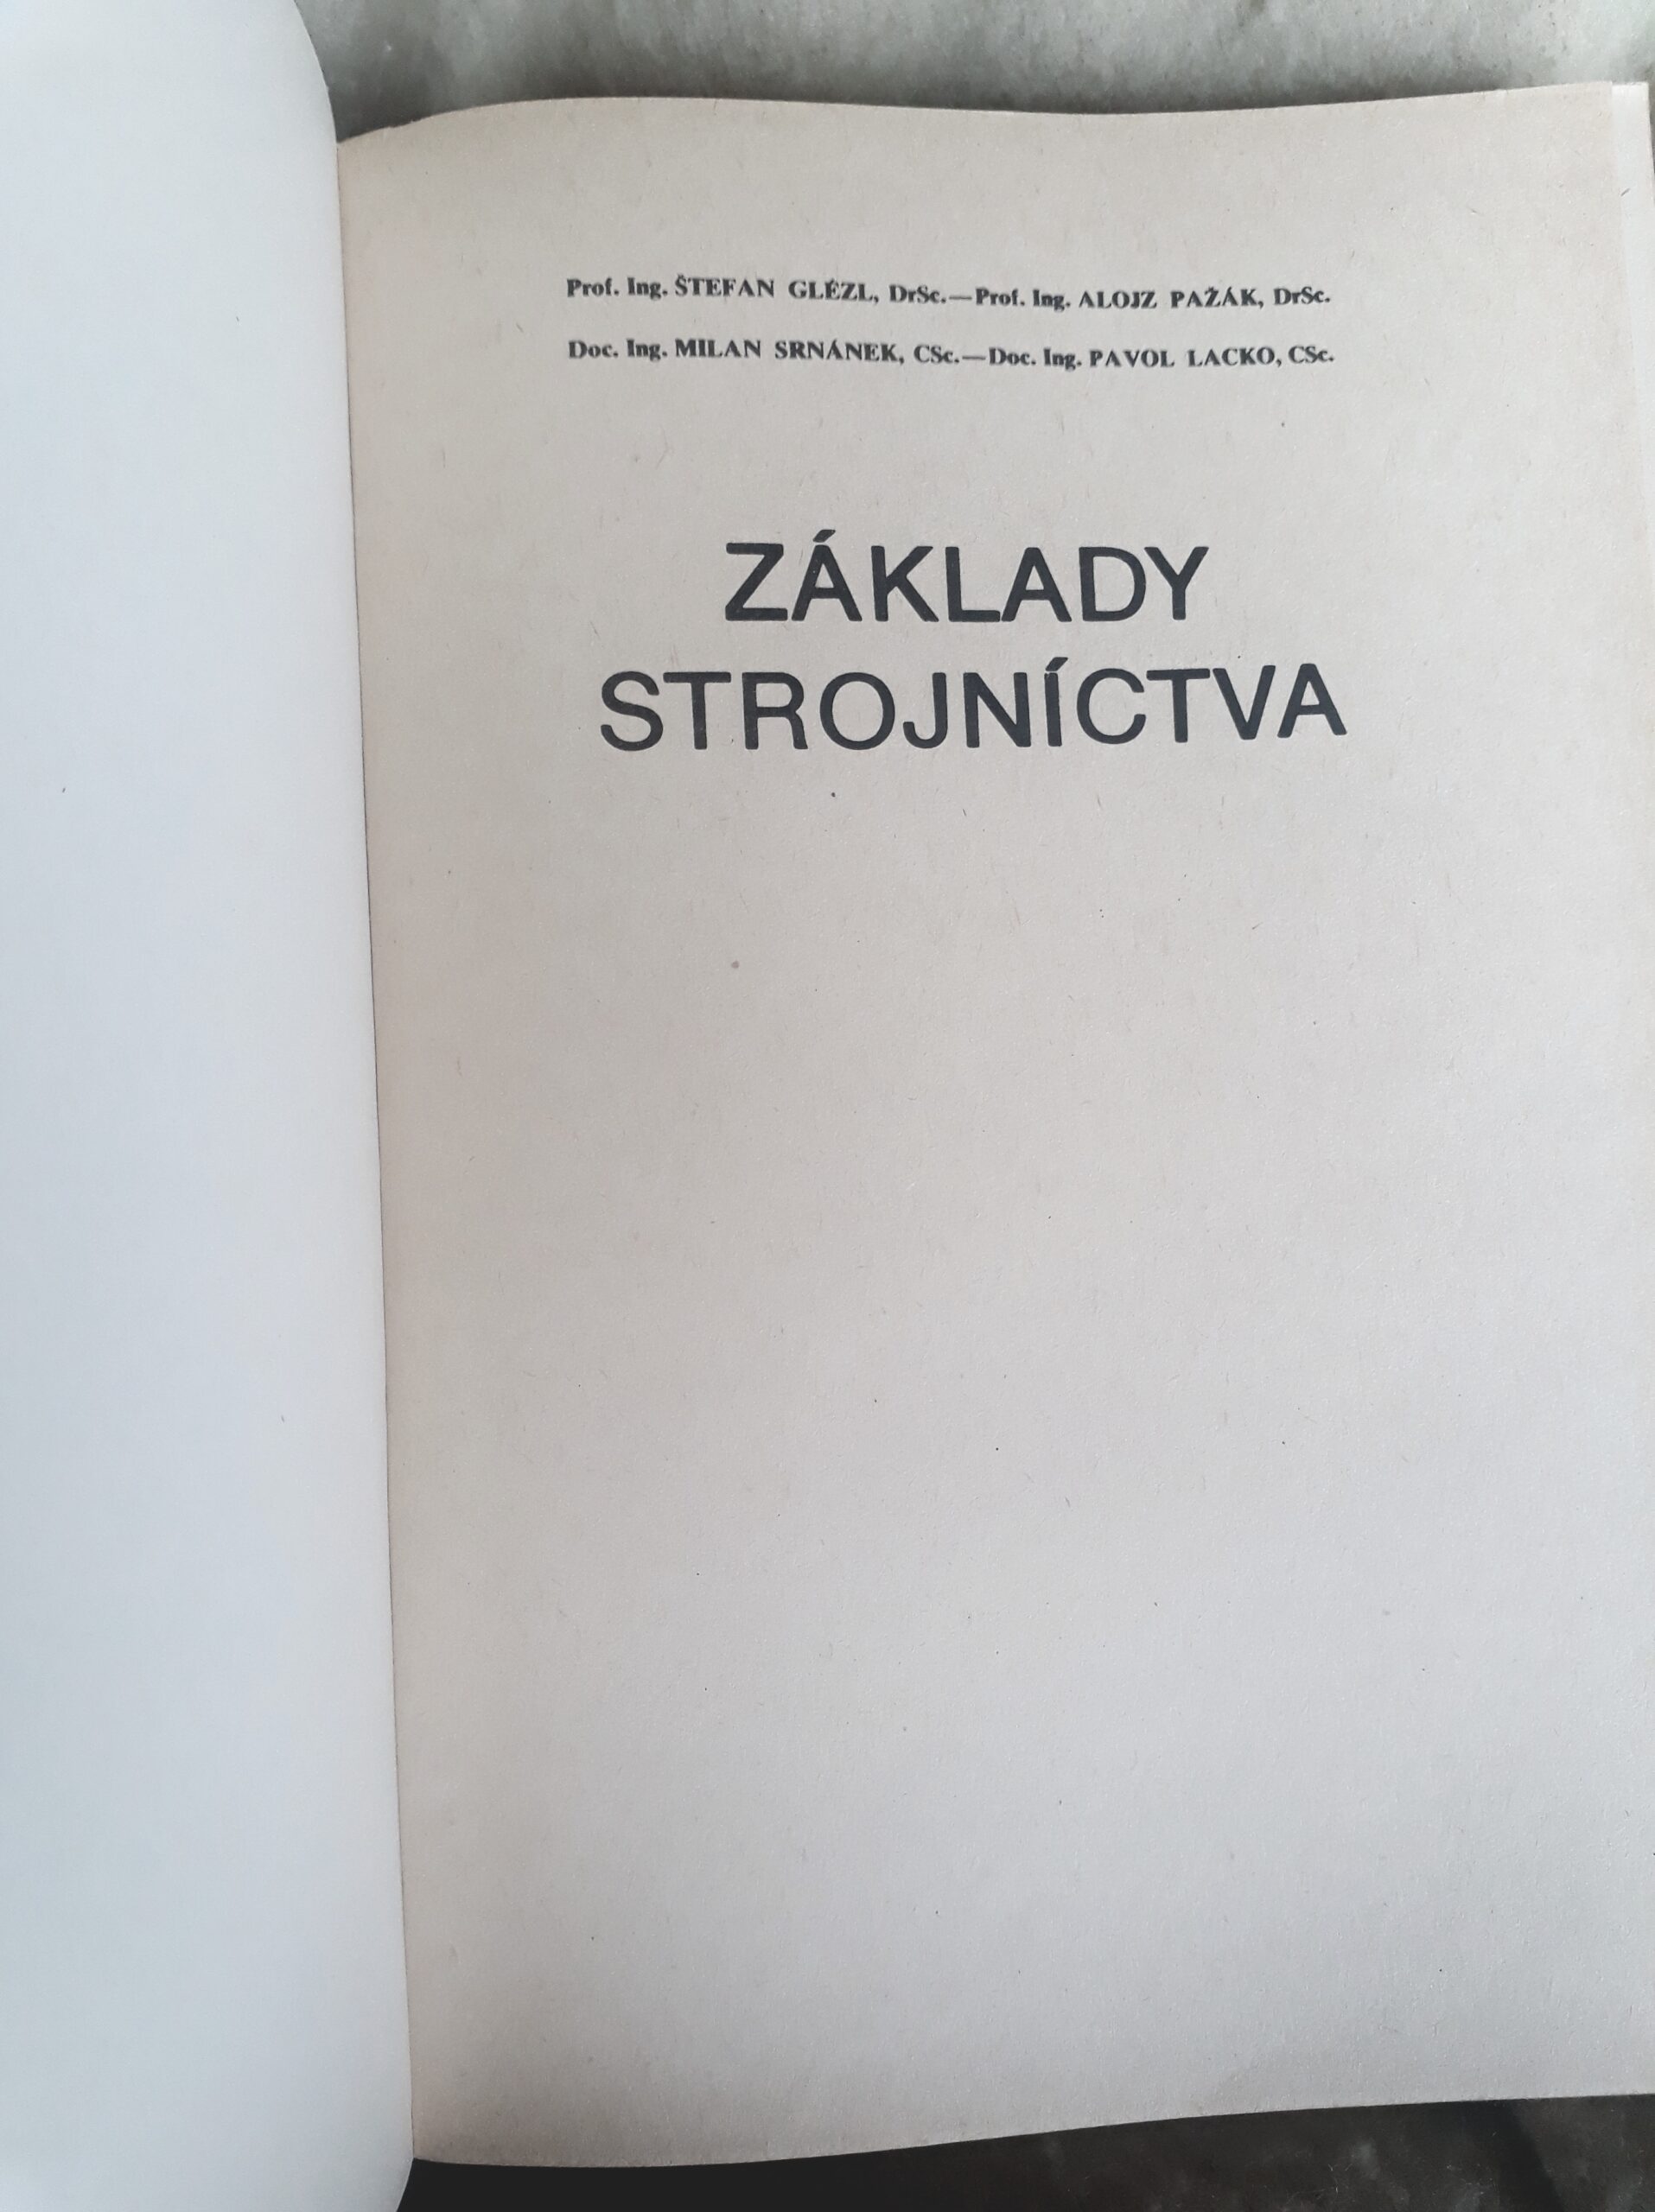 Prof. Ing. ŠTEFAN GLÉZL, DrSc.—Prof. Ing. ALOJZ PAŽÁK, DrSc.
Doc. Ing. MILAN SRNÁNEK, CSc.—Doc. Ing. PAVOL LACKO, CSc.
ZÁKLADY
STROJNÍCTVA